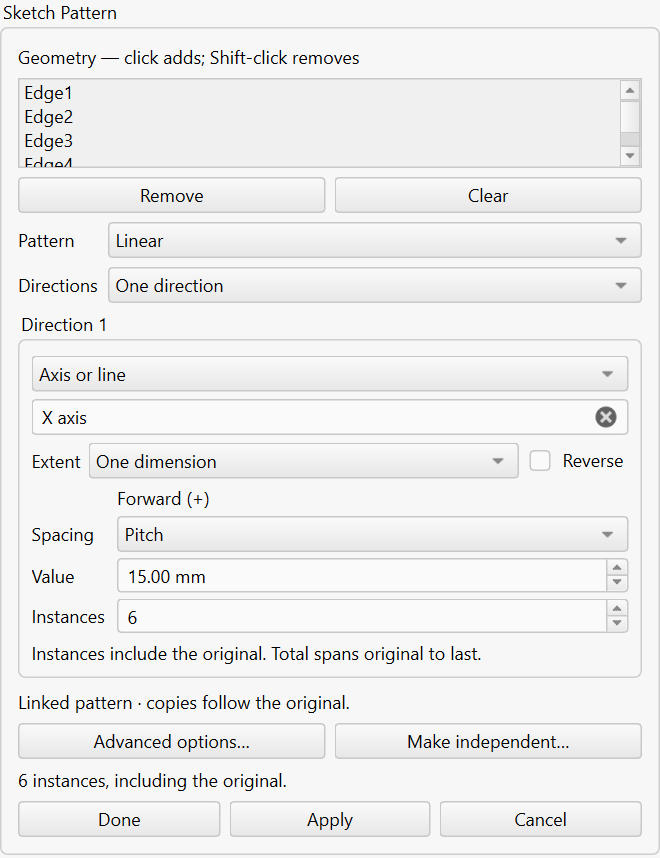 Sketch Pattern
Geometry — click adds; Shift-click removes
Edge1
Edge2
Edge3
Edge4
Remove Clear
Pattern Linear
Directions One direction
Direction 1
Axis or line
X axis
Extent One dimension Reverse
Forward (+)
Spacing Pitch
Value 15.00 mm
Instances 6
Instances include the original. Total spans original to last.
Linked pattern · copies follow the original.
Advanced options... Make independent...
6 instances, including the original.
Done Apply Cancel